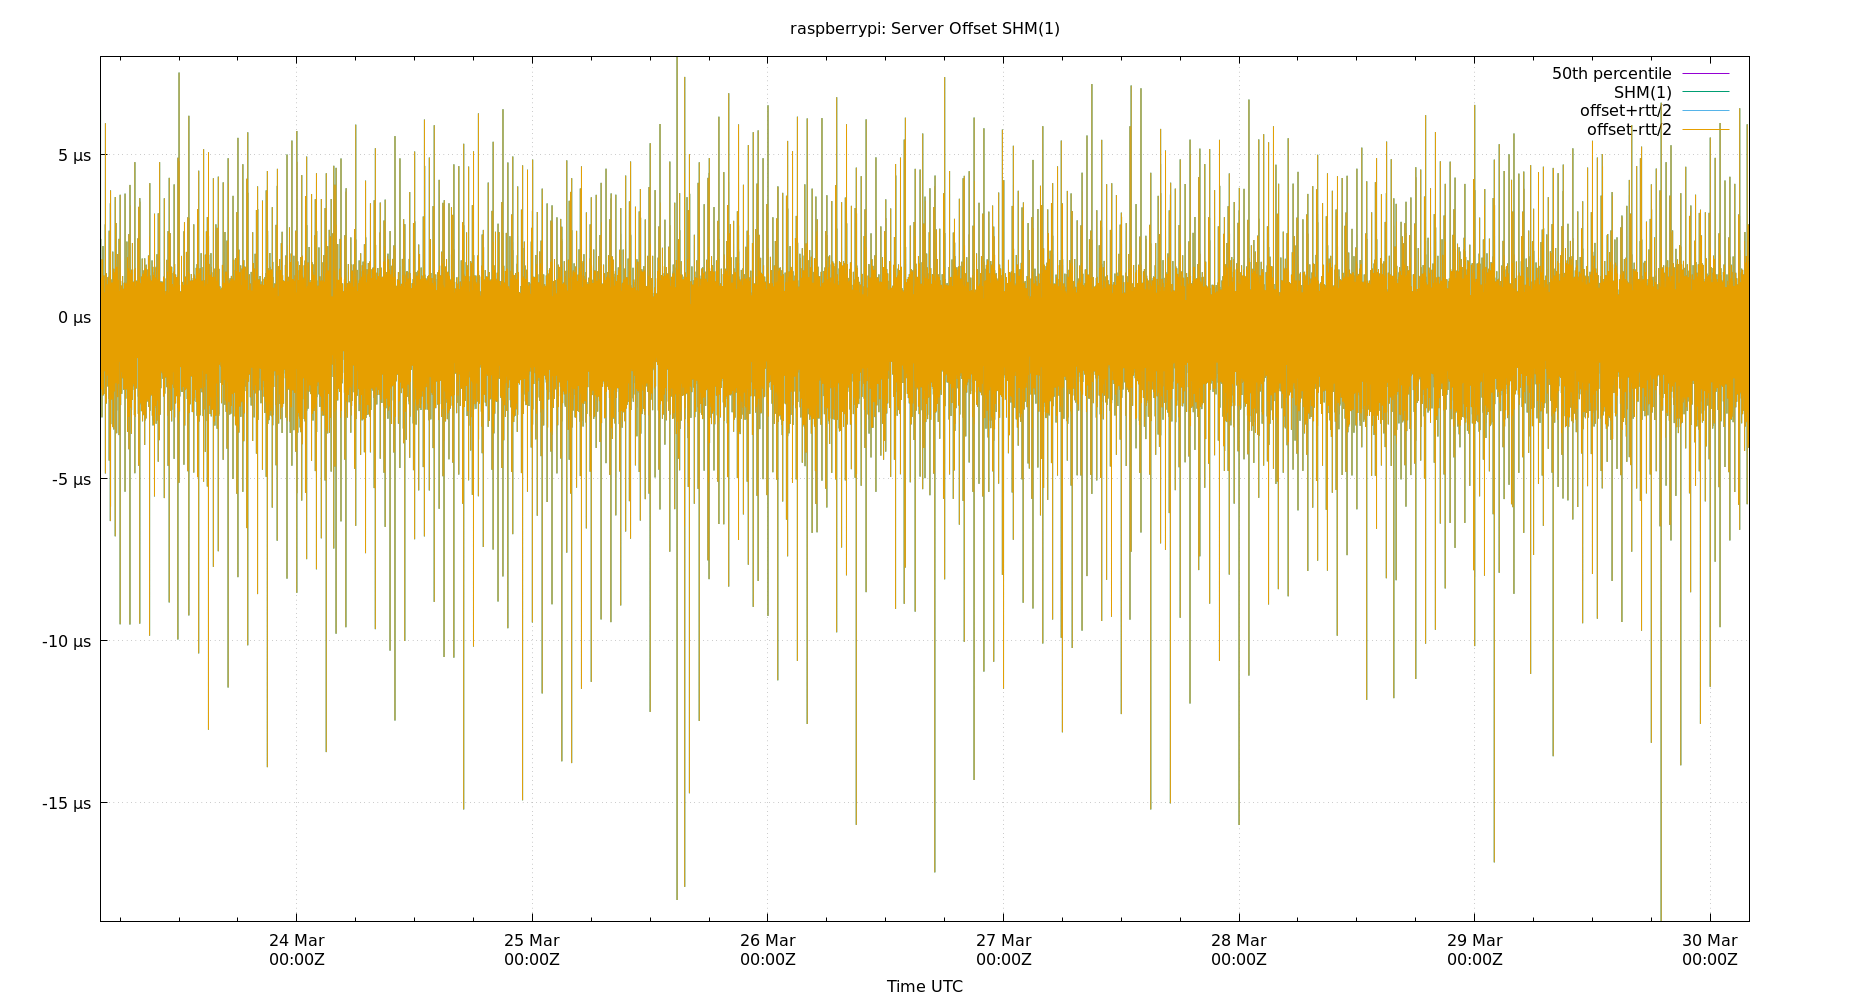 raspberrypi: Server Offset SHM(1)
50th percentile
SHM(1)
offset+rtt/2
offset-rtt/2
5 µs
0 µs
-5 µs
-10 µs
-15 µs
24 Mar 25 Mar 26 Mar 27 Mar 28 Mar 29 Mar 30 Mar
00:00Z 00:00Z 00:00Z 00:00Z 00:00Z 00:00Z 00:00Z
Time UTC